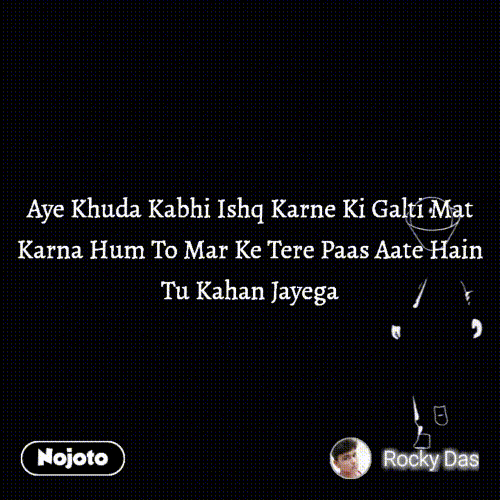 Aye Khuda Kabhi Ishq Karne Ki Galti Mat
Karna Hum To Mar Ke Tere Paas Aate Hain
Tu Kahan Jayega
Nojoto
Rocky Das